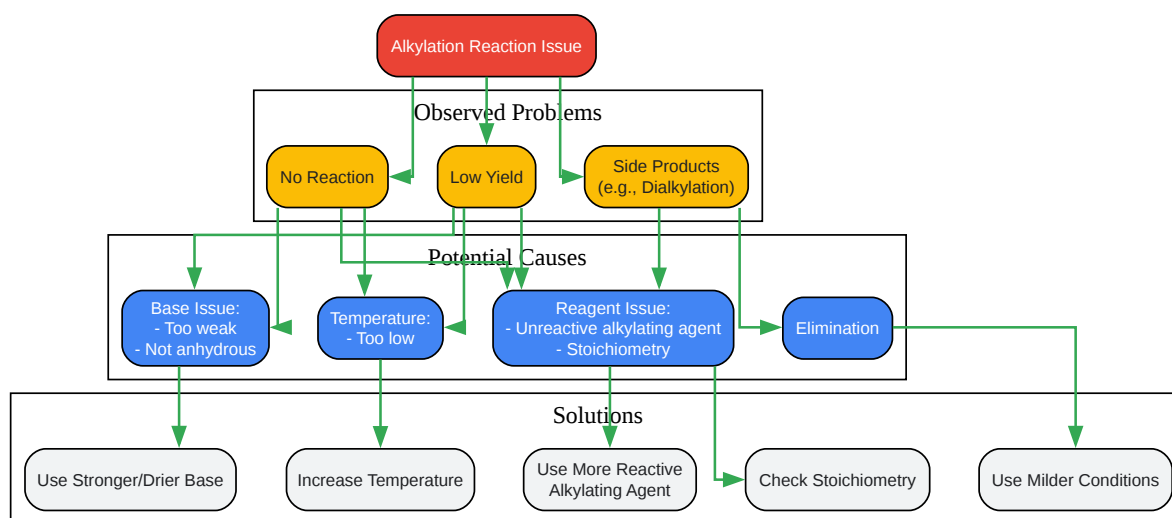 Alkylation Reaction Issue
Observed Problems
No Reaction
Low Yield
Side Products
(e.g., Dialkylation)
Potential Causes
Base Issue:
- Too weak
- Not anhydrous
Temperature:
- Too low
Reagent Issue:
- Unreactive alkylating agent
- Stoichiometry
Elimination
Solutions
Use Stronger/Drier Base
Increase Temperature
Use More Reactive
Alkylating Agent
Check Stoichiometry
Use Milder Conditions